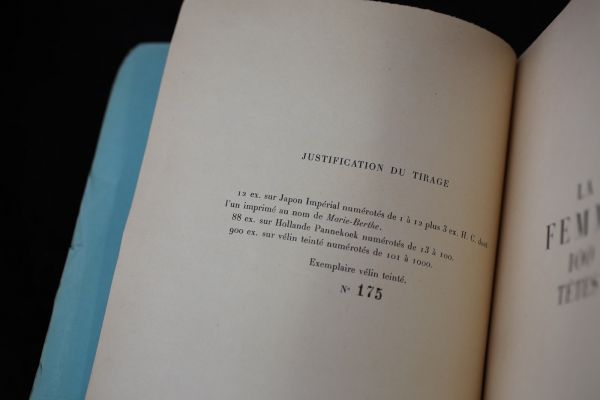 JUSTIFICATION DU TIRAGE
12 ex. sur Japon Impérial numérotés de 1 à 12 plus 3 ex. H. C. dont
l'un imprimé au nom de Marie-Berthe.
88 ex. sur Hollande Pannekoek numérotés de 13 à 100.
900 ex. sur vélin teinté numérotés de 101 à 1000.
Exemplaire vélin teinté.
N° 175
LA
FEMM
100
TÊTES